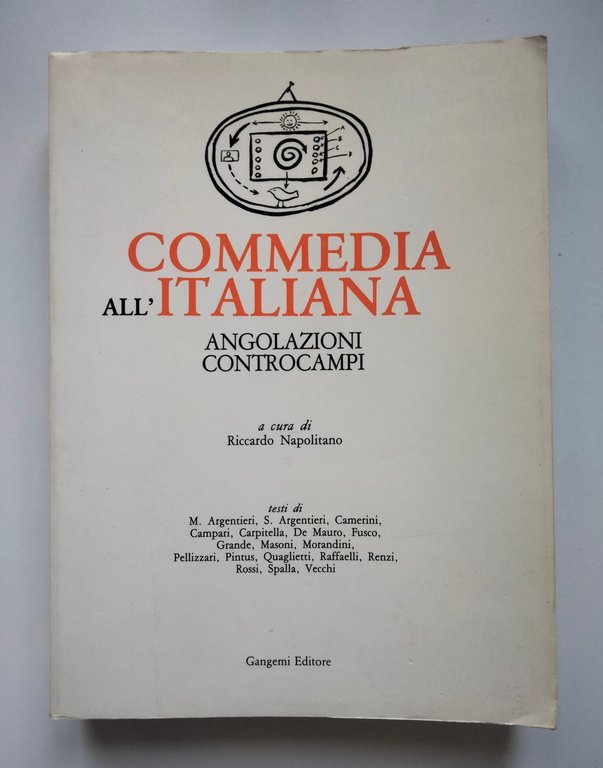 A
B
C
D
COMMEDIA
ALL'ITALIANA
ANGOLAZIONI
CONTROCAMPI
a cura di
Riccardo Napolitano
testi di
M. Argentieri, S. Argentieri, Camerini,
Campari, Carpitella, De Mauro, Fusco,
Grande, Masoni, Morandini,
Pellizzari, Pintus, Quaglietti, Raffaelli, Renzi,
Rossi, Spalla, Vecchi
Gangemi Editore